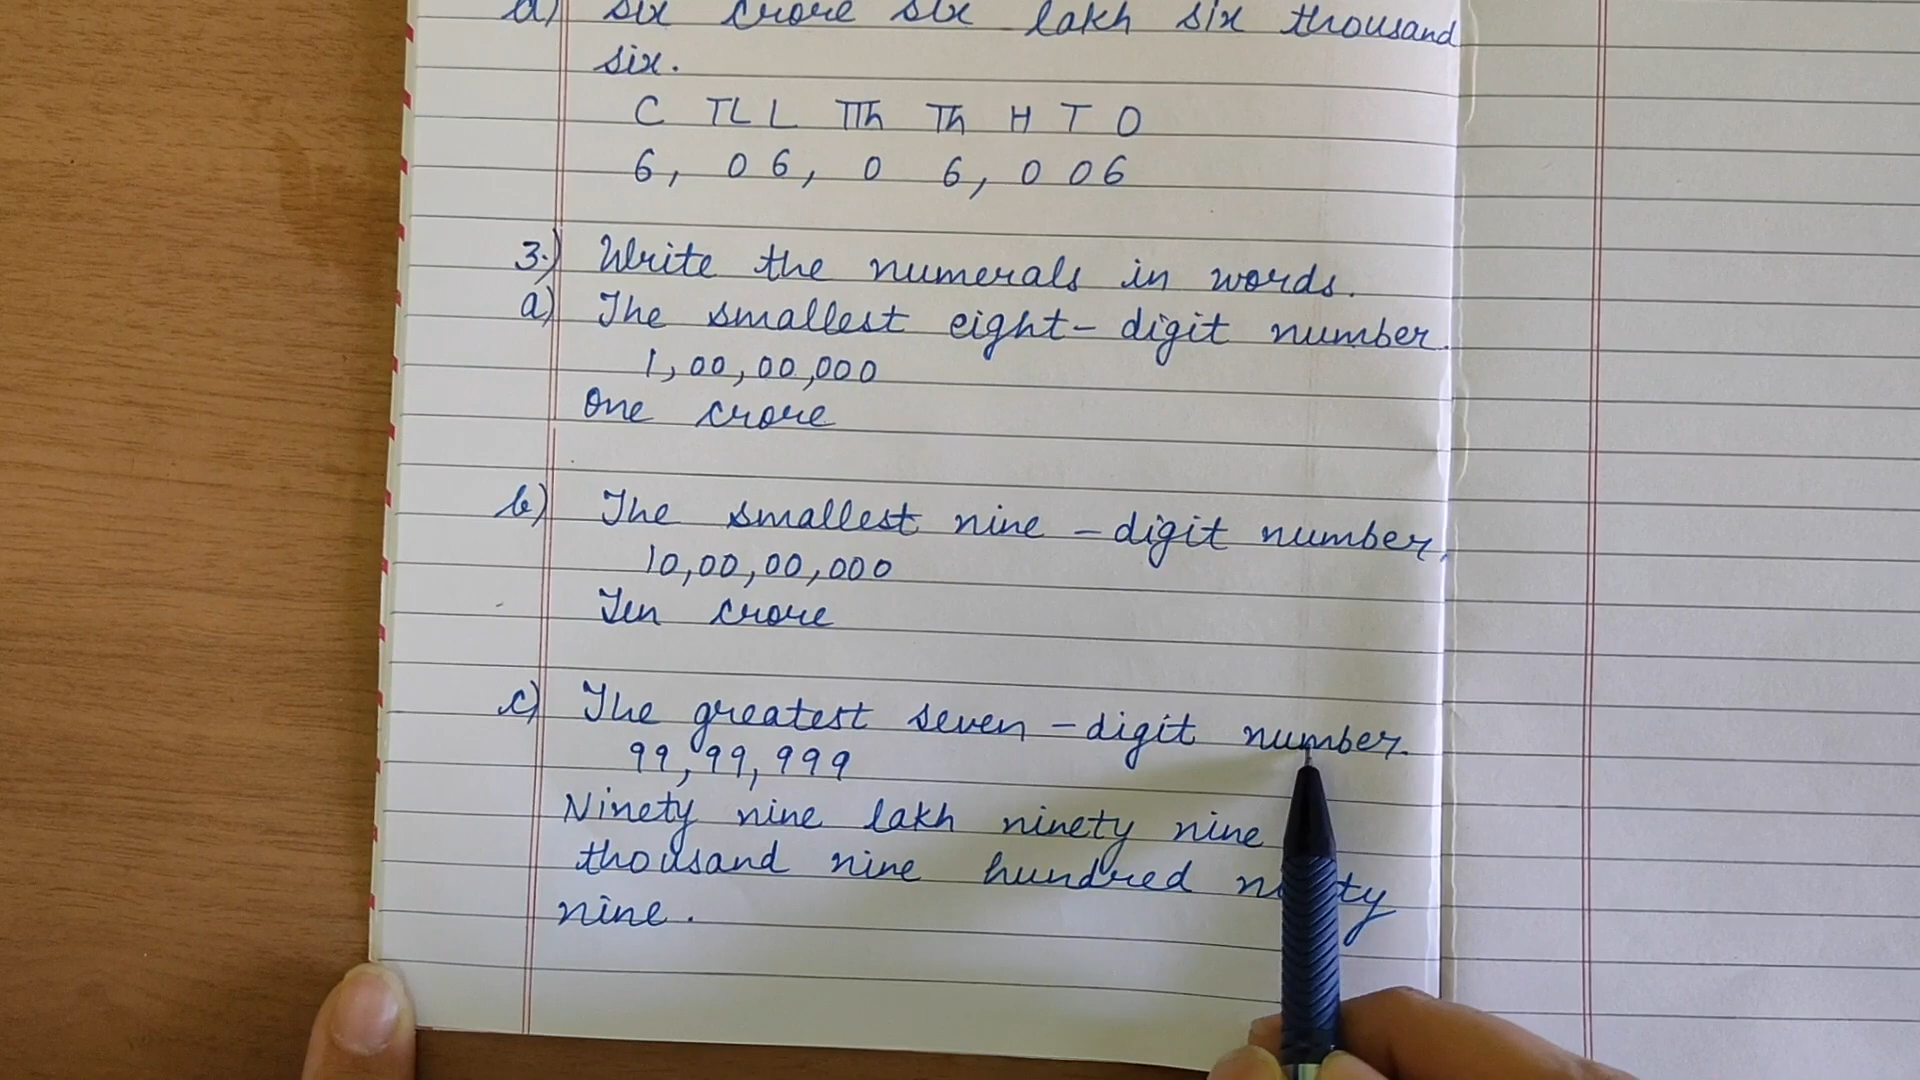 d) Six crore six lakh six thousand
six.
C TL L TTh Th H T O
6, 0 6, 0 6, 0 0 6
3.) Write the numerals in words.
a) The smallest eight-digit number.
1,00,00,000
One crore
b) The smallest nine-digit number.
10,00,00,000
Ten crore
c) The greatest seven-digit number.
99,99,999
Ninety nine lakh ninety nine
thousand nine hundred ninety
nine.